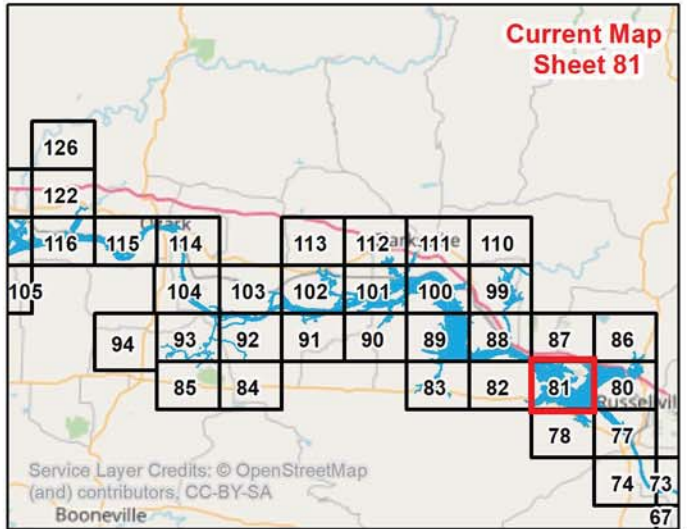 Current Map
Sheet 81
126
122
116 115 114 113 112 111 110
105 104 103 102 101 100 99
94 93 92 91 90 89 88 87 86
85 84 83 82 81 80
78 77
74 73
67
Service Layer Credits: © OpenStreetMap
(and) contributors, CC-BY-SA
Booneville